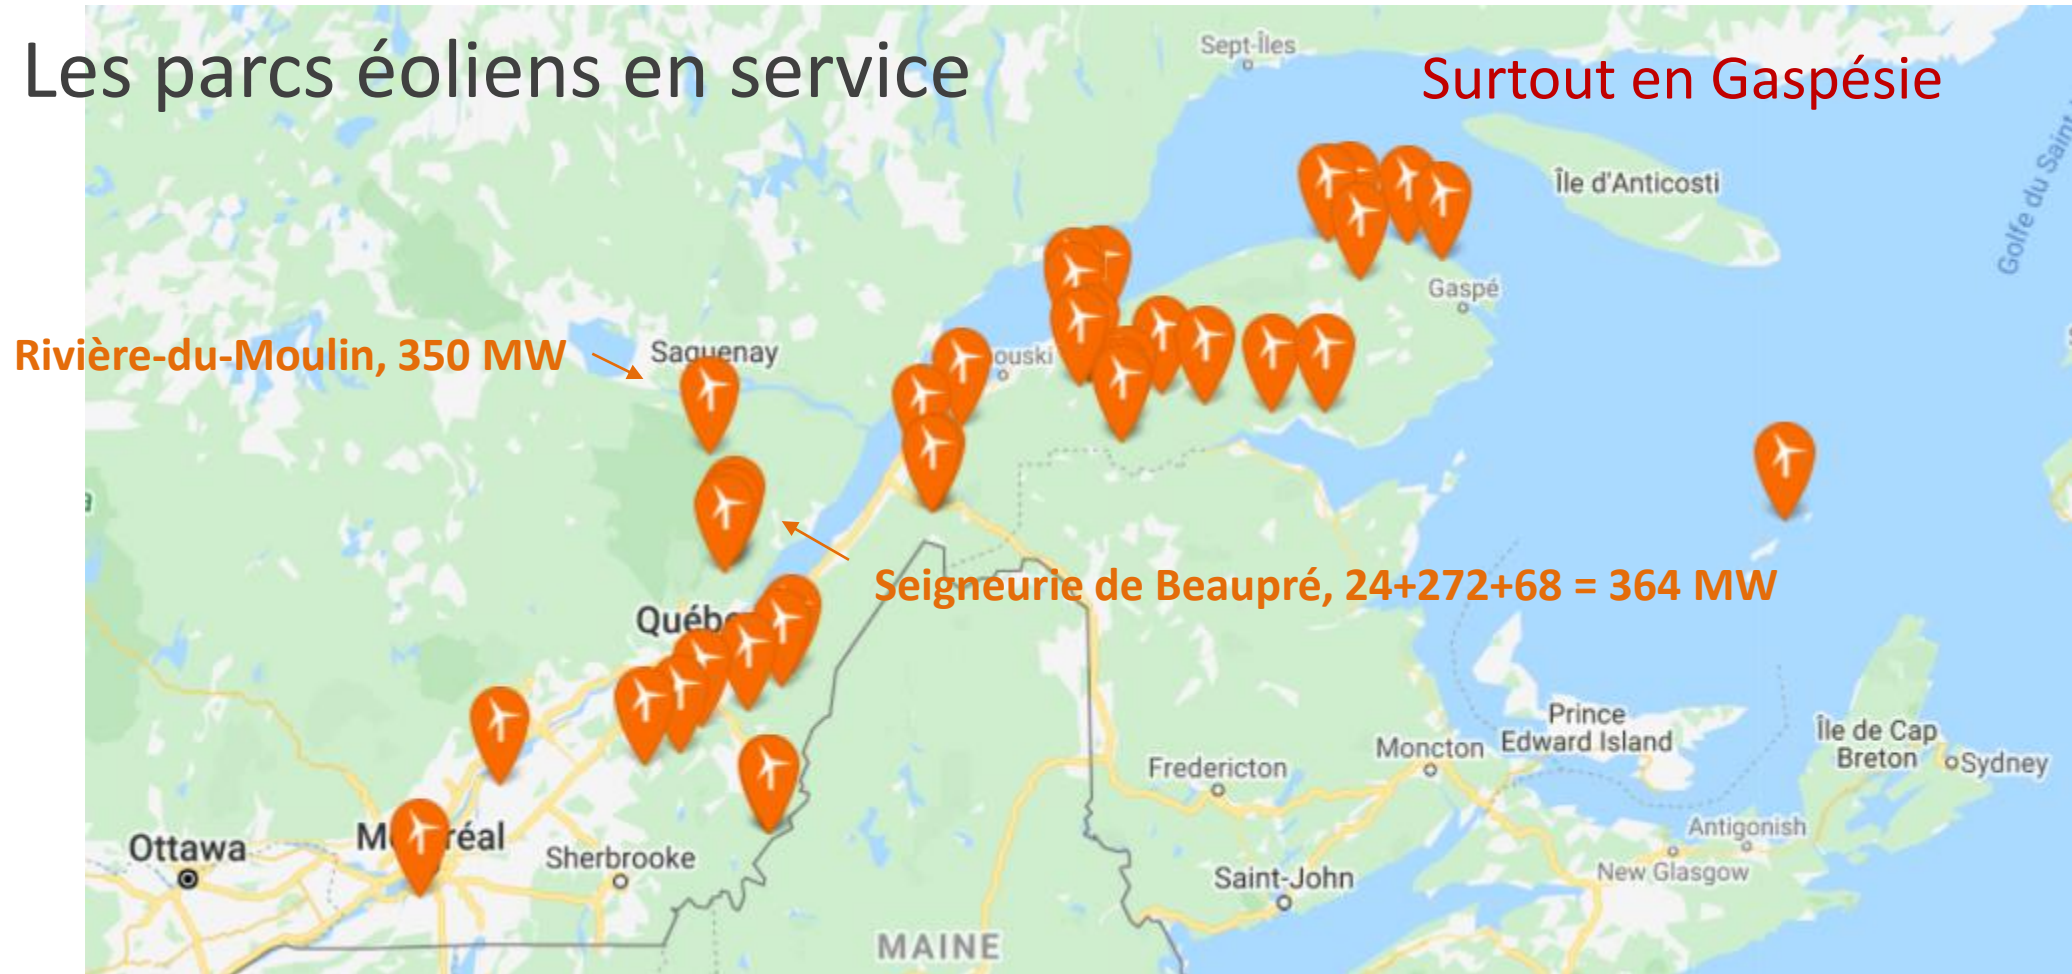 Les parcs éoliens en service
Surtout en Gaspésie
Sept-Îles
Île d'Anticosti
Golfe du Saint
Gaspé
Rivière-du-Moulin, 350 MW
Saguenay
ouski
Seigneurie de Beaupré, 24+272+68 = 364 MW
Québe
Prince
Edward Island
Île de Cap
Breton
Sydney
Moncton
Fredericton
Antigonish
New Glasgow
Ottawa
M réal
Sherbrooke
Saint-John
MAINE